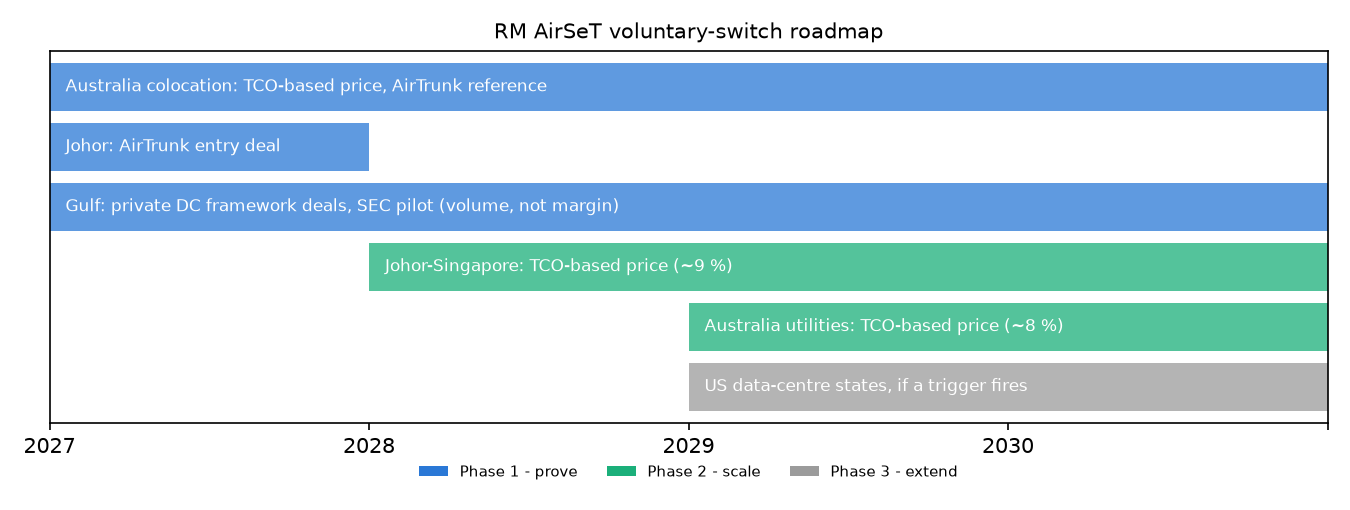 RM AirSeT voluntary-switch roadmap
Australia colocation: TCO-based price, AirTrunk reference
Johor: AirTrunk entry deal
Gulf: private DC framework deals, SEC pilot (volume, not margin)
Johor-Singapore: TCO-based price (~9 %)
Australia utilities: TCO-based price (~8 %)
US data-centre states, if a trigger fires
2027 2028 2029 2030
Phase 1 - prove Phase 2 - scale Phase 3 - extend